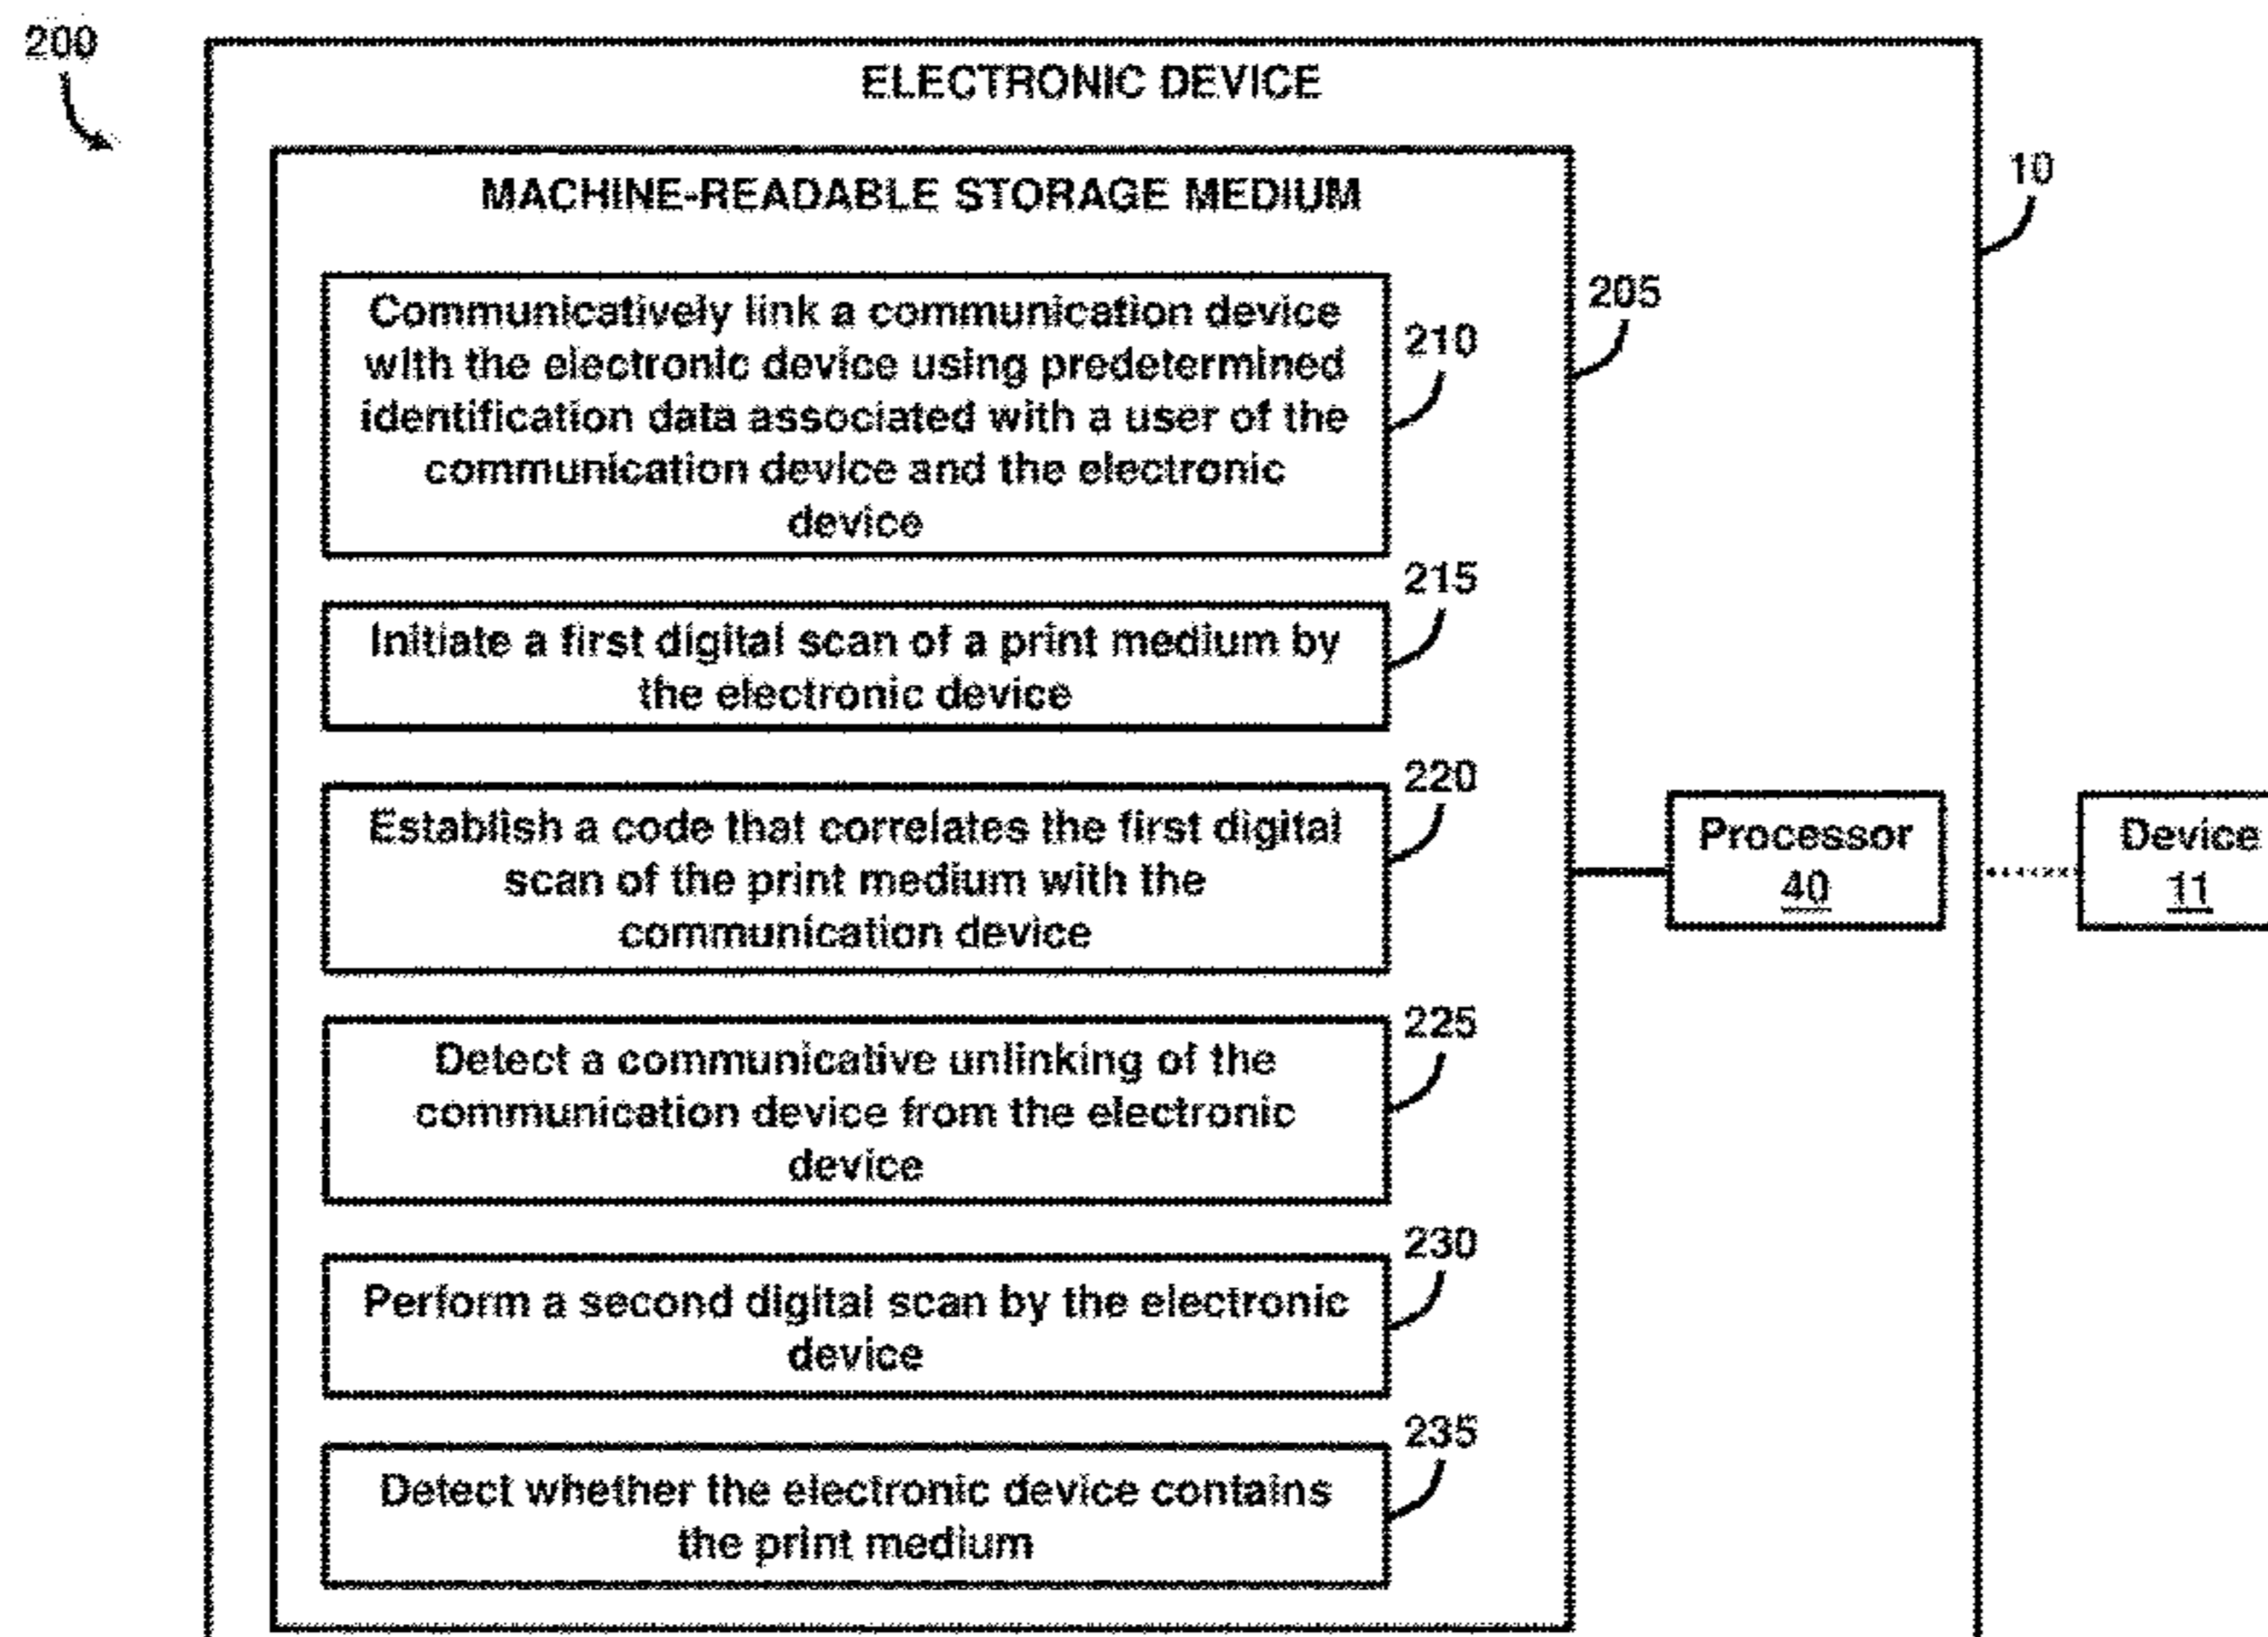 200
ELECTRONIC DEVICE
MACHINE-READABLE STORAGE MEDIUM
10
205
Communicatively link a communication device
with the electronic device using predetermined
identification data associated with a user of the
communication device and the electronic
device
210
215
Initiate a first digital scan of a print medium by
the electronic device
220
Establish a code that correlates the first digital
scan of the print medium with the
communication device
Processor
40
Device
11
225
Detect a communicative unlinking of the
communication device from the electronic
device
230
Perform a second digital scan by the electronic
device
235
Detect whether the electronic device contains
the print medium